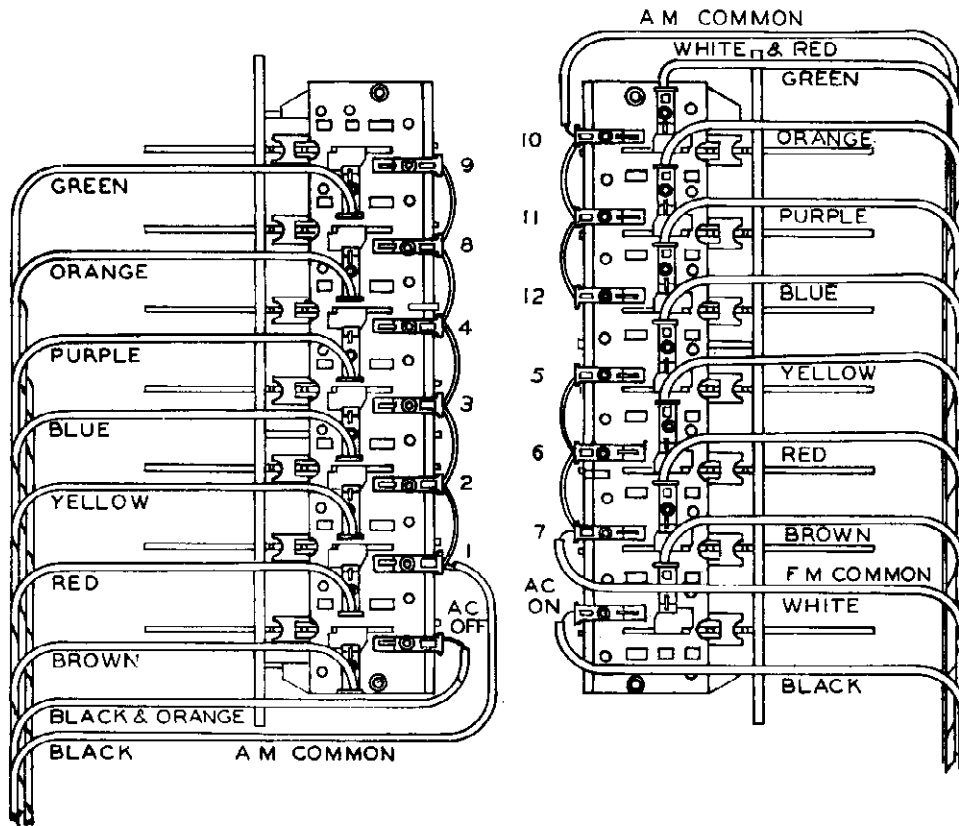 A M COMMON
WHITE & RED
GREEN
10
ORANGE
11
PURPLE
12
BLUE
5
YELLOW
6
RED
7
BROWN
F M COMMON
AC ON
WHITE
BLACK
9
GREEN
8
ORANGE
4
PURPLE
3
BLUE
2
YELLOW
1
RED
AC OFF
BROWN
BLACK & ORANGE
BLACK
A M COMMON